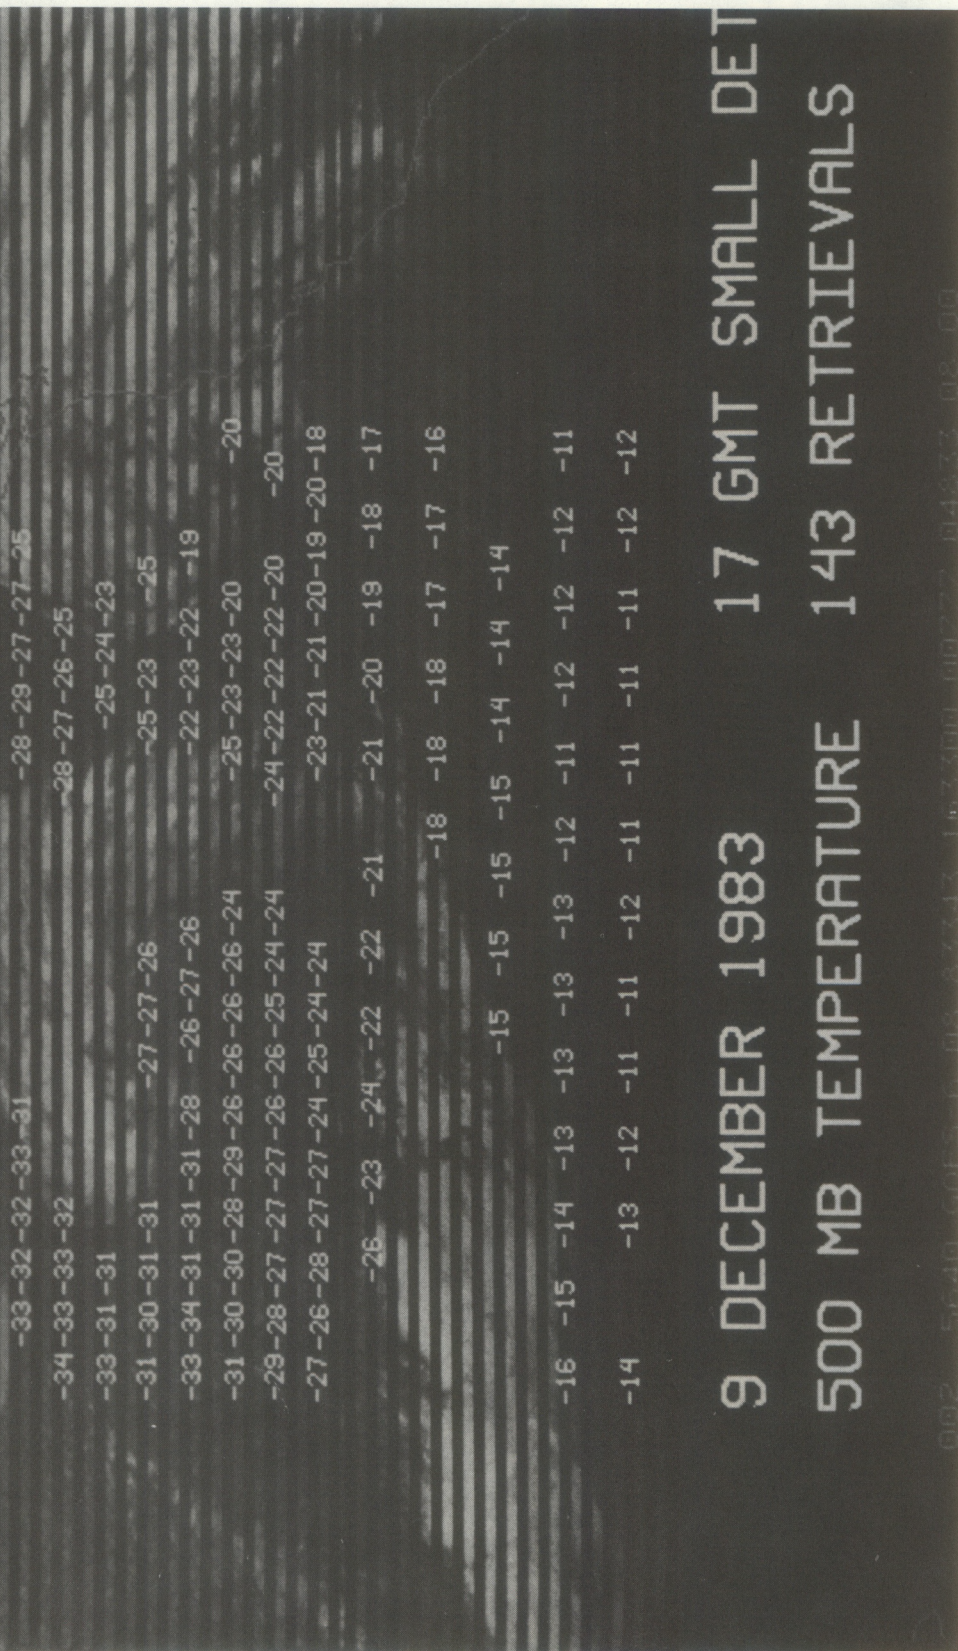 -33-32-32-33-31 -28-29-27-27-25
-34-33-33-32 -28-27-26-25
-33-31-31 -25-24-23
-31-30-31-31 -27-27-26 -25-23 -25
-33-34-31-31-31-28 -26-27-26 -22-23-22 -19
-31-30-30-28-29-26-26-26-26-24 -25-23-23-20 -20
-29-28-27-27-27-26-26-25-24-24 -24-22-22-22-20 -20
-27-26-28-27-27-24-25-24-24 -23-21-21-20-19-20-18
-26 -23 -24 -22 -22 -21 -21 -20 -19 -18 -17
-18 -18 -18 -17 -17 -16
-15 -15 -15 -15 -14 -14 -14
-16 -15 -14 -13 -13 -13 -13 -12 -11 -12 -12 -12 -11
-14 -13 -12 -11 -11 -12 -11 -11 -11 -11 -12 -12
9 DECEMBER 1983 17 GMT SMALL DET
500 MB TEMPERATURE 143 RETRIEVALS